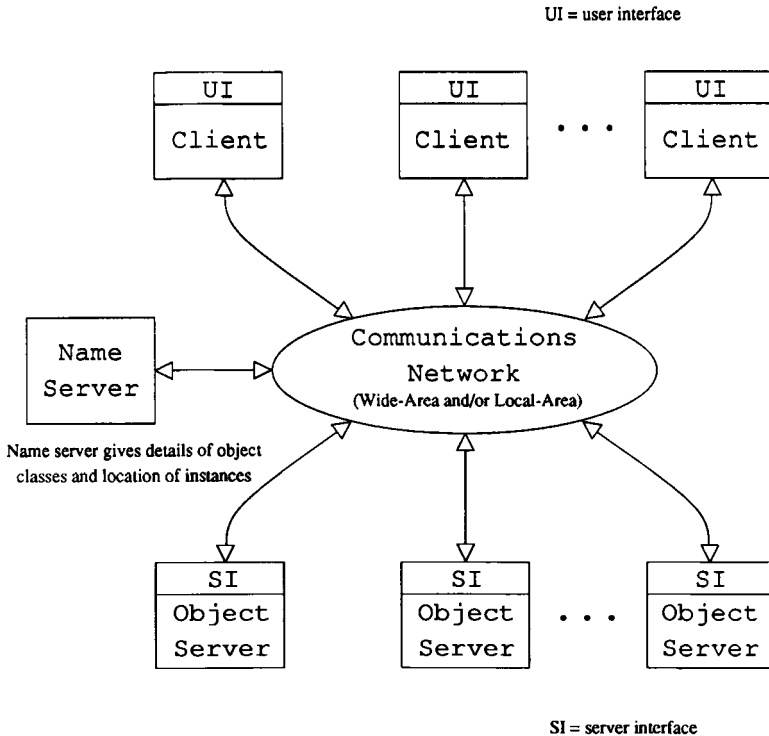 UI = user interface
UI UI UI
Client Client . . . Client
Communications
Network
(Wide-Area and/or Local-Area)
Name
Server
Name server gives details of object
classes and location of instances
SI SI SI
Object Object . . . Object
Server Server Server
SI = server interface